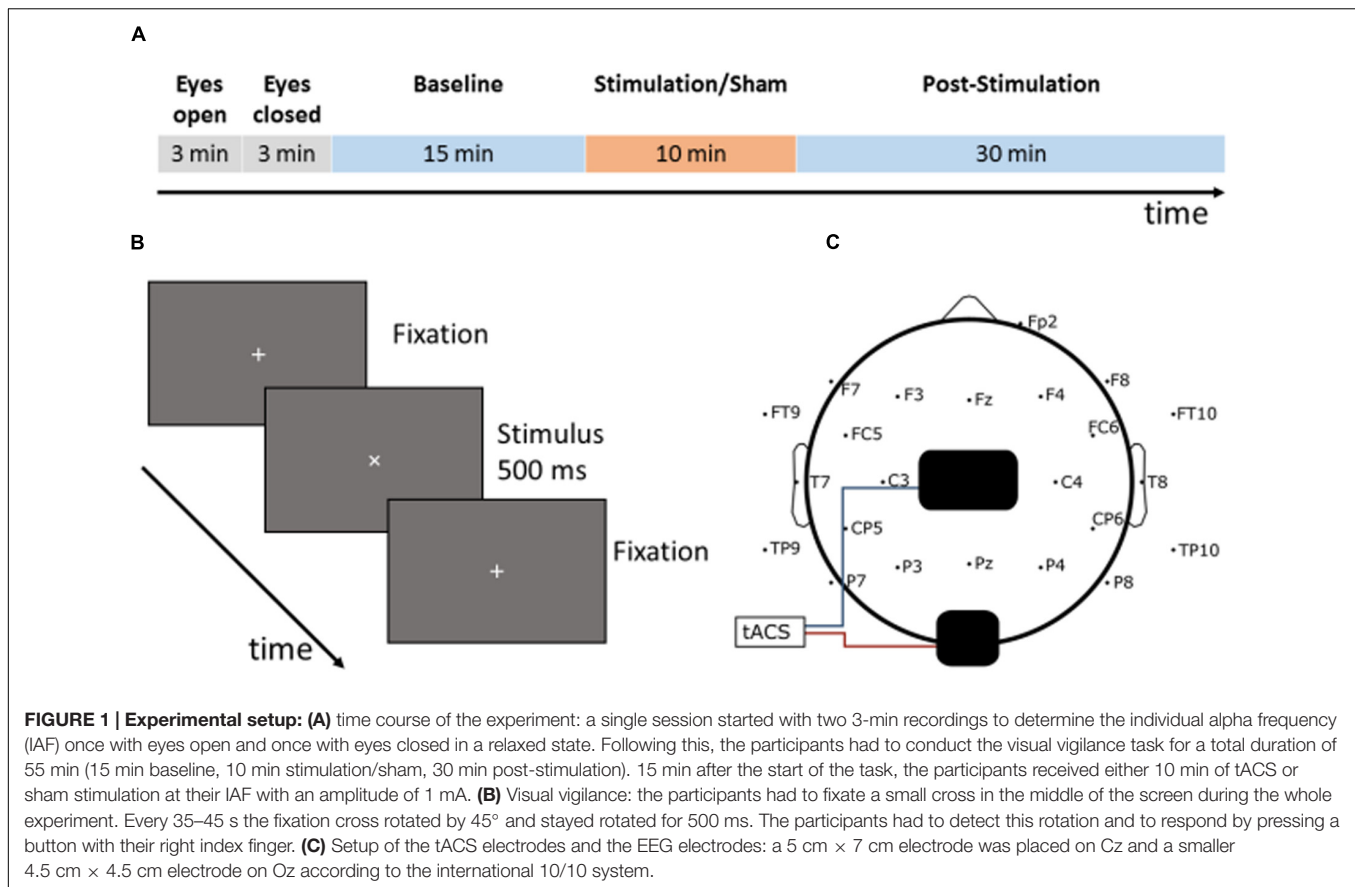 A
Eyes open
Eyes closed
Baseline
Stimulation/Sham
Post-Stimulation
3 min
3 min
15 min
10 min
30 min
time
B
Fixation
Stimulus
500 ms
Fixation
time
C
Fp2
F7
F3
Fz
F4
F8
FT9
FT10
FC5
FC6
T7
C3
C4
T8
CP5
CP6
TP9
TP10
P7
P3
Pz
P4
P8
tACS
FIGURE 1 | Experimental setup: (A) time course of the experiment: a single session started with two 3-min recordings to determine the individual alpha frequency
(IAF) once with eyes open and once with eyes closed in a relaxed state. Following this, the participants had to conduct the visual vigilance task for a total duration of
55 min (15 min baseline, 10 min stimulation/sham, 30 min post-stimulation). 15 min after the start of the task, the participants received either 10 min of tACS or
sham stimulation at their IAF with an amplitude of 1 mA. (B) Visual vigilance: the participants had to fixate a small cross in the middle of the screen during the whole
experiment. Every 35–45 s the fixation cross rotated by 45° and stayed rotated for 500 ms. The participants had to detect this rotation and to respond by pressing a
button with their right index finger. (C) Setup of the tACS electrodes and the EEG electrodes: a 5 cm × 7 cm electrode was placed on Cz and a smaller
4.5 cm × 4.5 cm electrode on Oz according to the international 10/10 system.